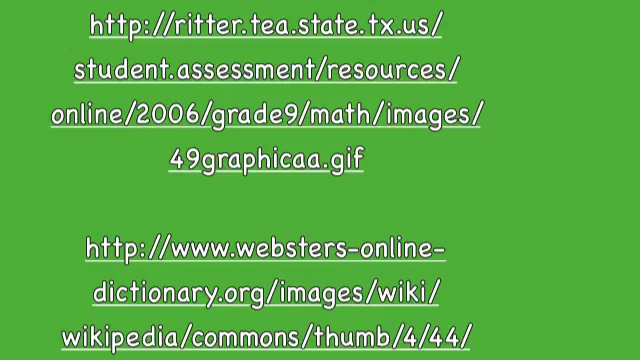 http://ritter.tea.state.tx.us/
student.assessment/resources/
online/2006/grade9/math/images/
49graphicaa.gif
http://www.websters-online-
dictionary.org/images/wiki/
wikipedia/commons/thumb/4/44/